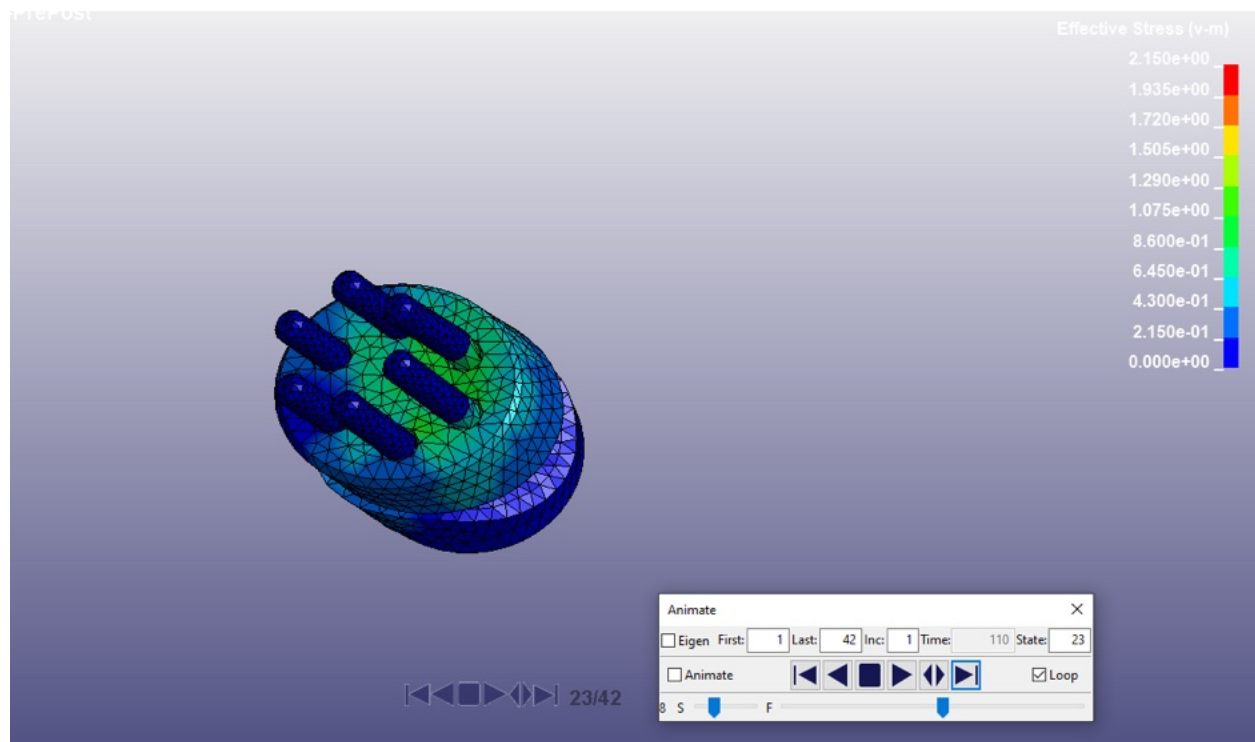 PrePost
Effective Stress (v-m)
2.150e+00
1.935e+00
1.720e+00
1.505e+00
1.290e+00
1.075e+00
8.600e-01
6.450e-01
4.300e-01
2.150e-01
0.000e+00
Animate
Eigen First: 1 Last: 42 Inc: 1 Time: 110 State: 23
Animate Loop
8 S F
23/42